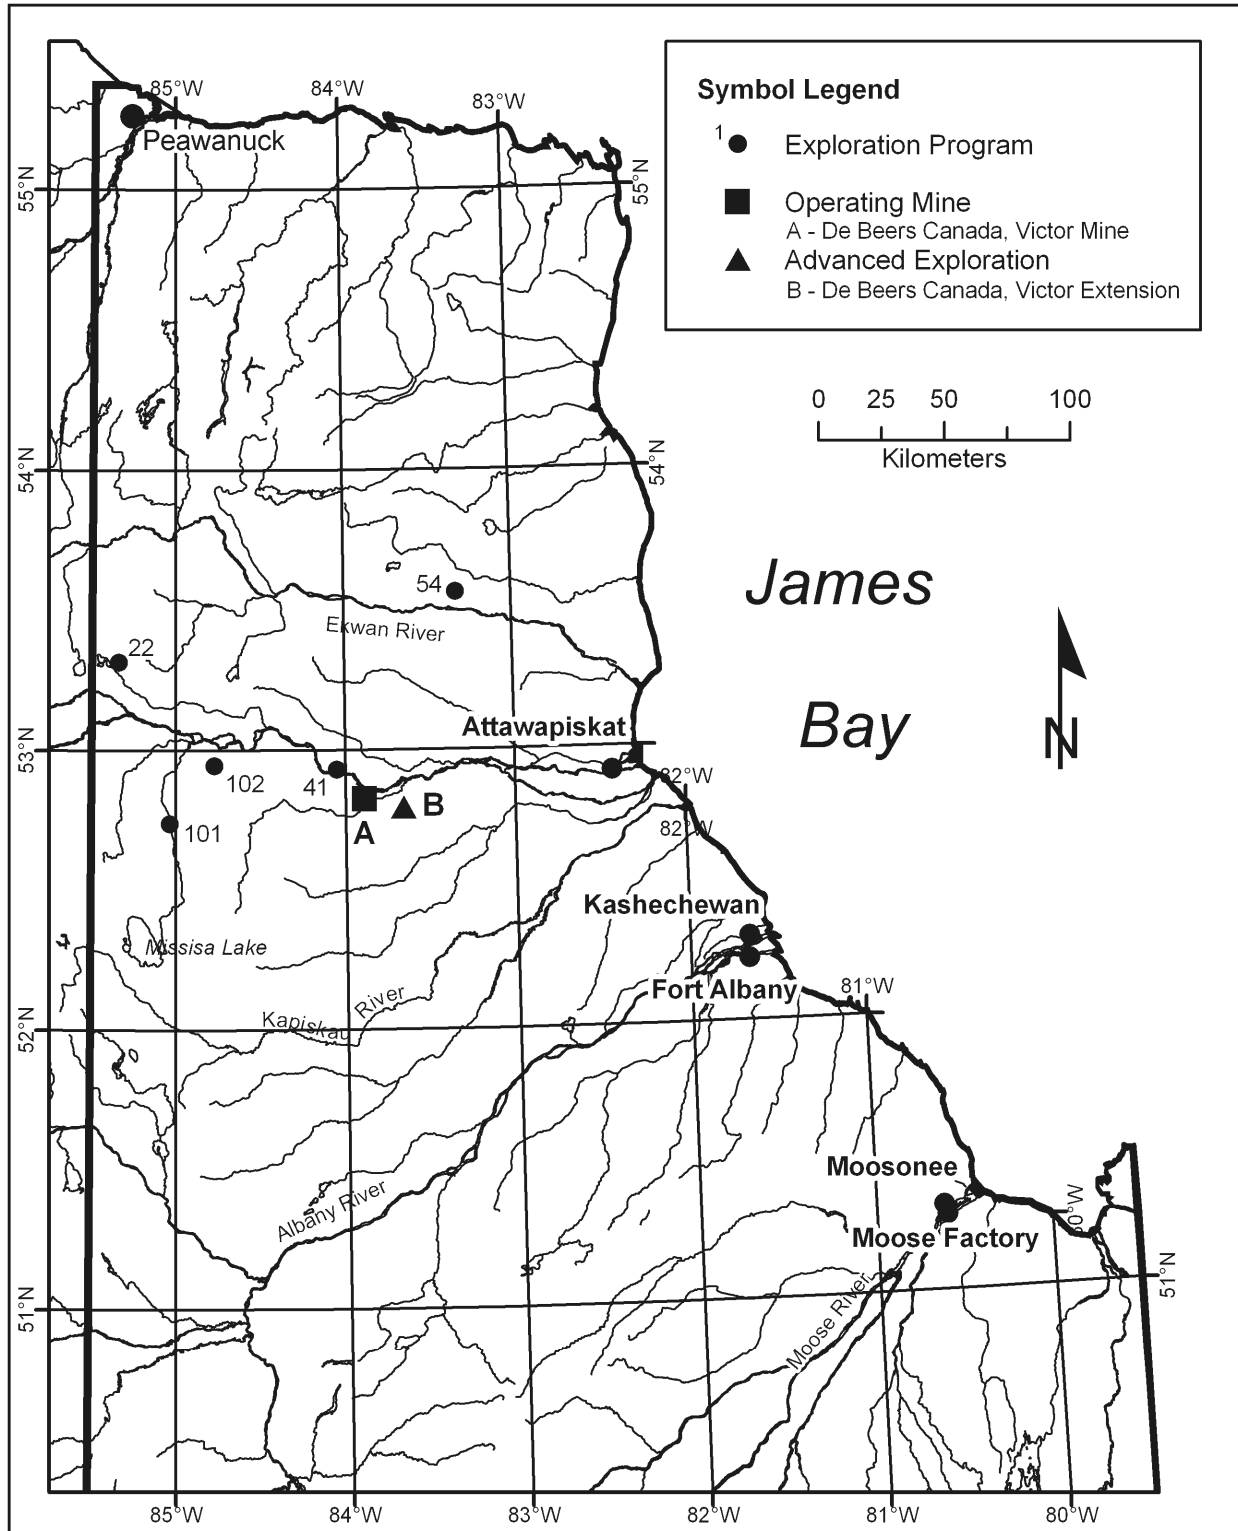 Symbol Legend
1
Exploration Program
Operating Mine
A - De Beers Canada, Victor Mine
Advanced Exploration
B - De Beers Canada, Victor Extension
0 25 50 100
Kilometers
85°W 84°W 83°W
Peawanuck
55°N 55°N
54°N 54°N
54
Ekwan River
22
James
Bay
N
Attawapiskat
53°N
82°W
102 41 B
A
82°W
101
Kashechewan
Missisa Lake
Fort Albany
81°W
Kapiskau River
52°N
Moosonee
Albany River
80°W
Moose Factory
51°N 51°N
Moose River
85°W 84°W 83°W 82°W 81°W 80°W